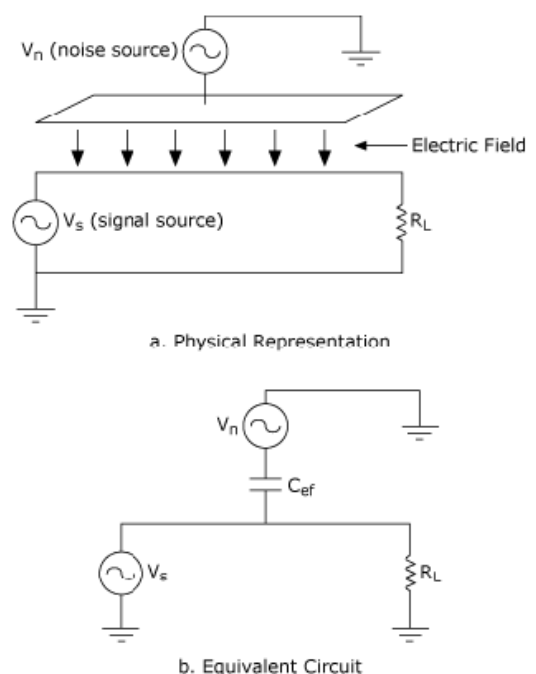 Vn (noise source)
Electric Field
Vs (signal source)
RL
a. Physical Representation
Vn
Cef
Vs
RL
b. Equivalent Circuit